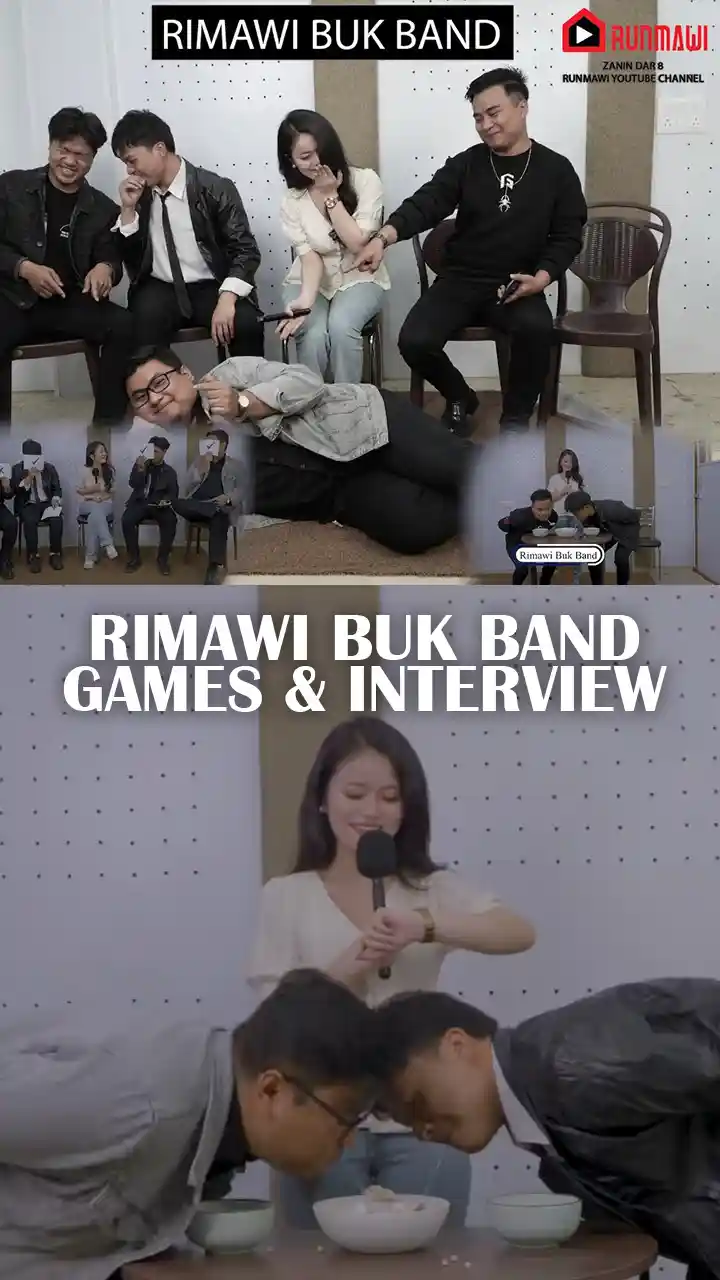 RIMAWI BUK BAND
RUNMAWI
ZANIN DAR 8
RUNMAWI YOUTUBE CHANNEL
Rimawi Buk Band
RIMAWI BUK BAND
GAMES & INTERVIEW